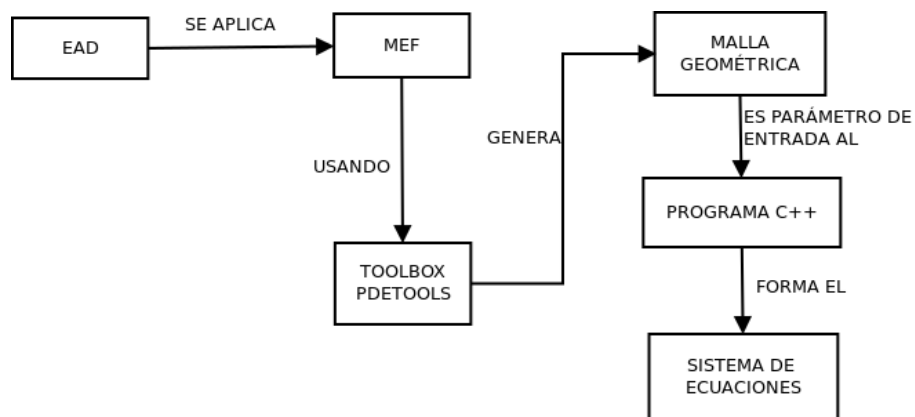 EAD
SE APLICA
MEF
USANDO
TOOLBOX
PDETOOLS
GENERA
MALLA
GEOMÉTRICA
ES PARÁMETRO DE
ENTRADA AL
PROGRAMA C++
FORMA EL
SISTEMA DE
ECUACIONES